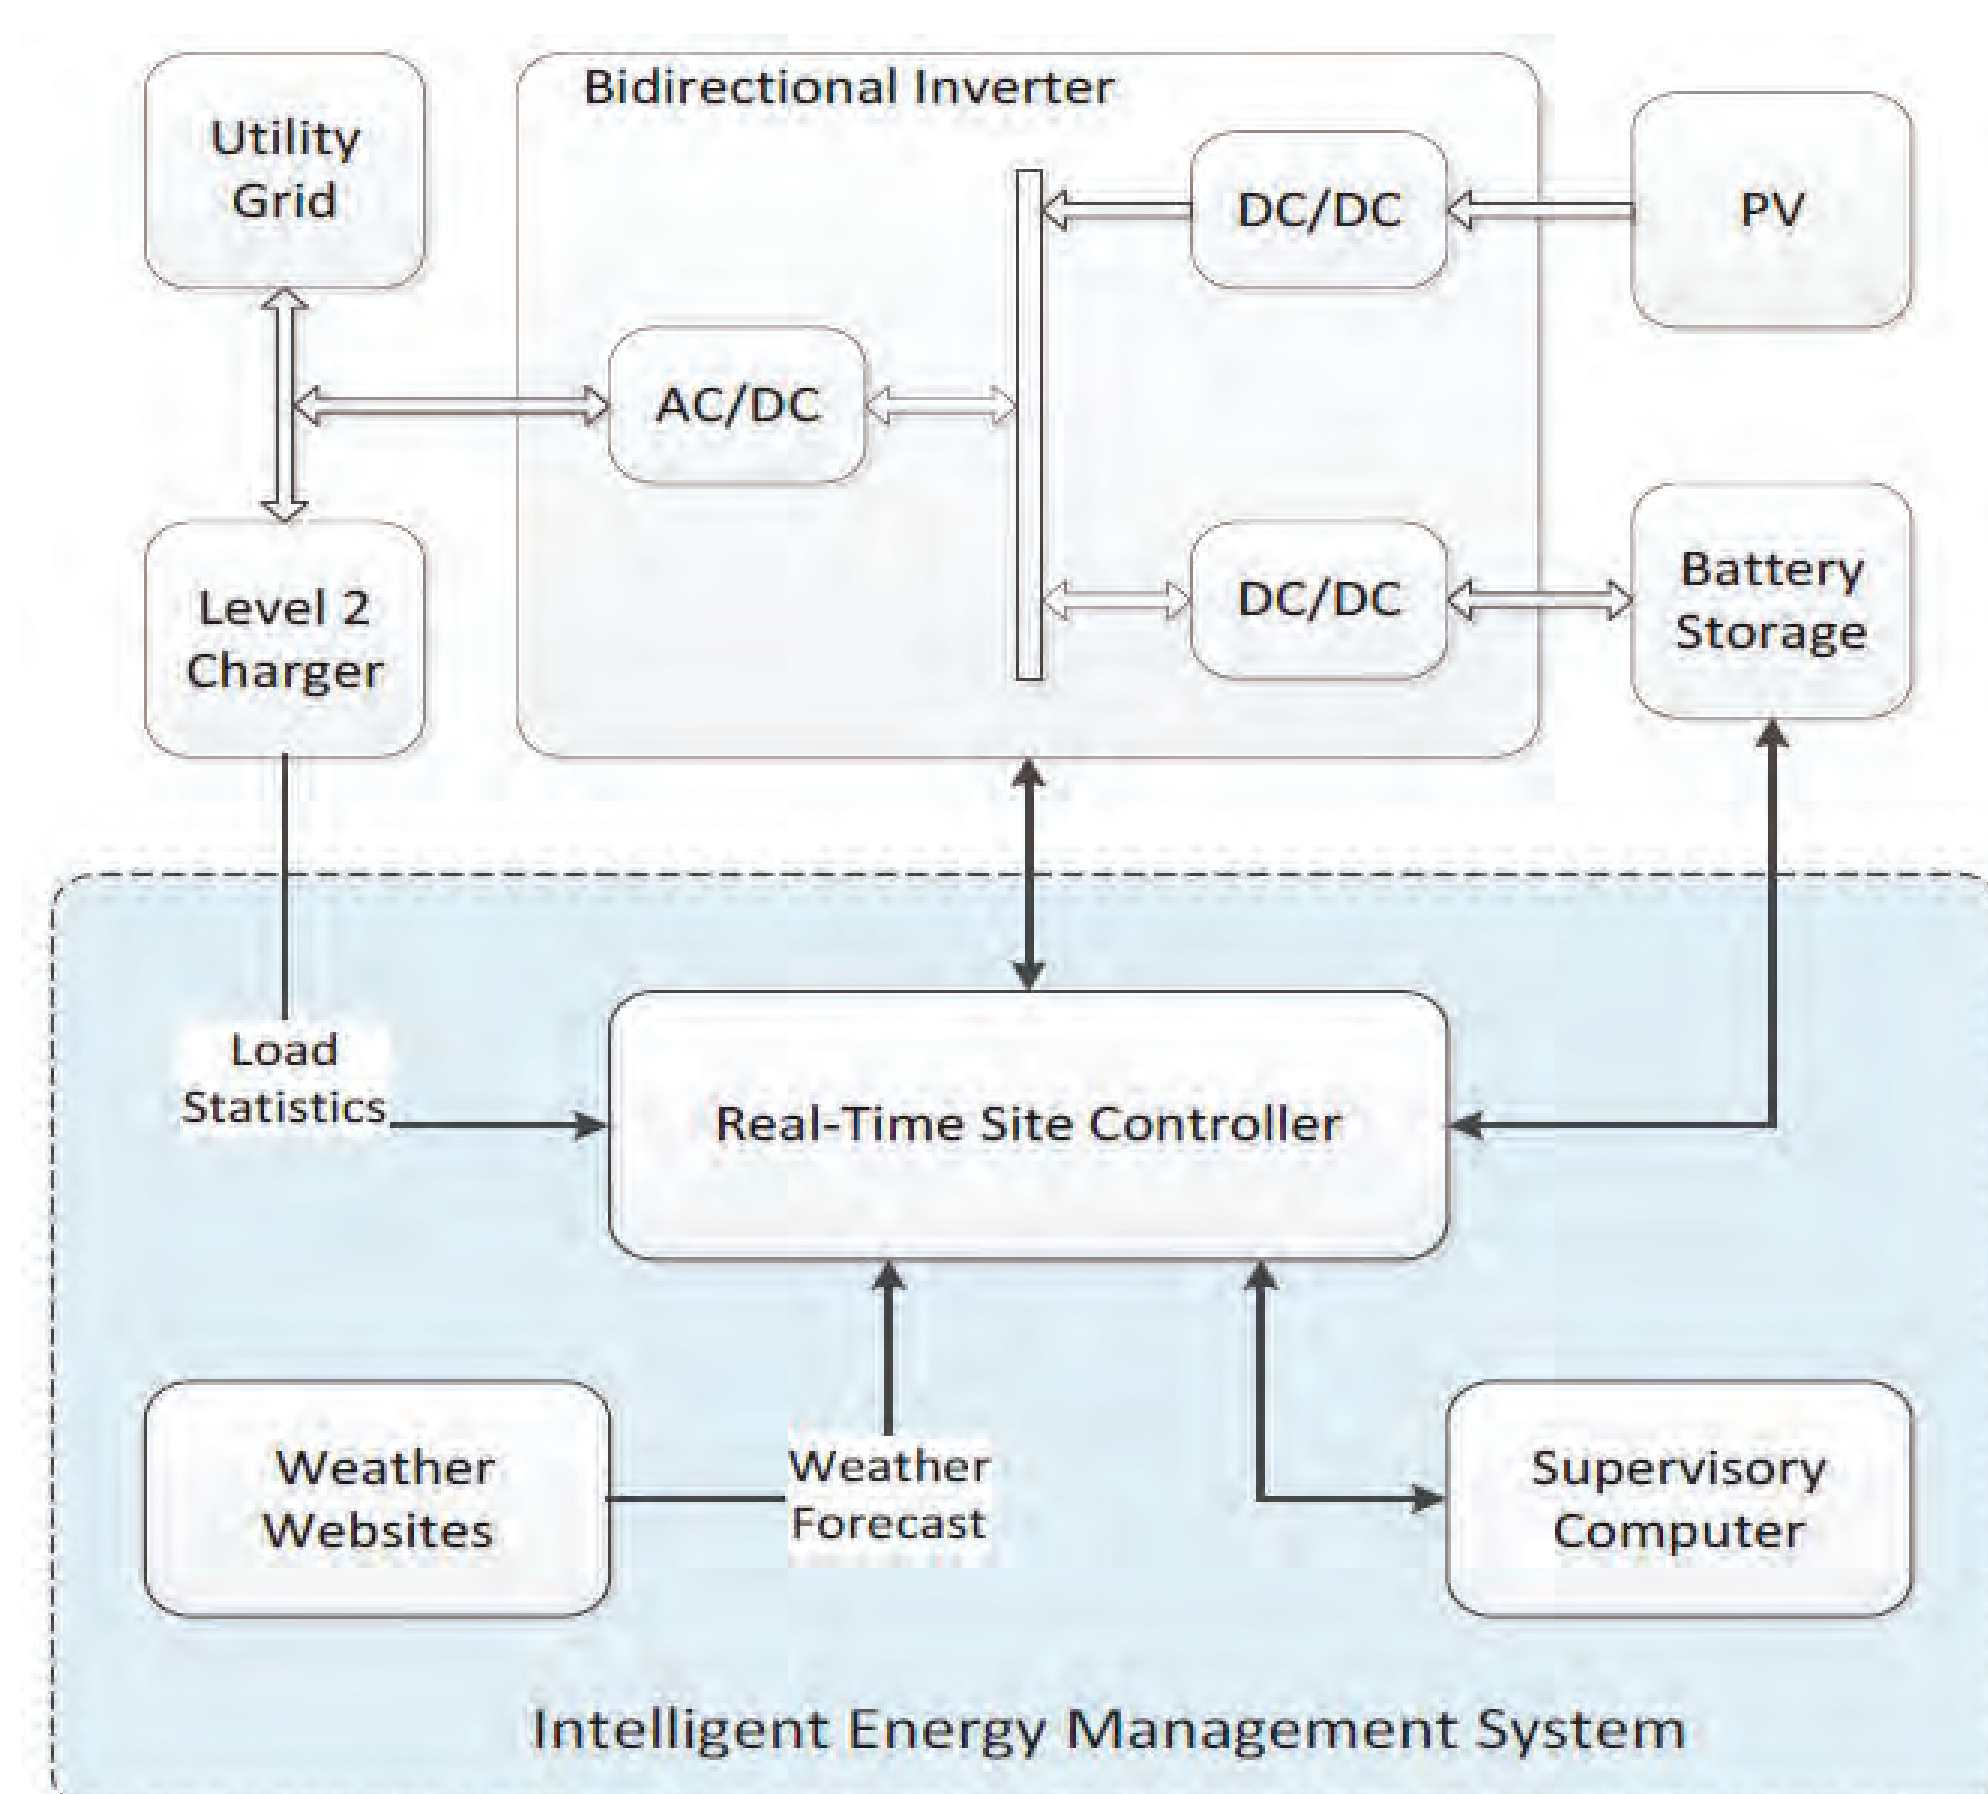 Bidirectional Inverter
Utility
Grid
DC/DC
PV
AC/DC
Level 2
Charger
DC/DC
Battery
Storage
Load
Statistics
Real-Time Site Controller
Weather
Websites
Weather
Forecast
Supervisory
Computer
Intelligent Energy Management System